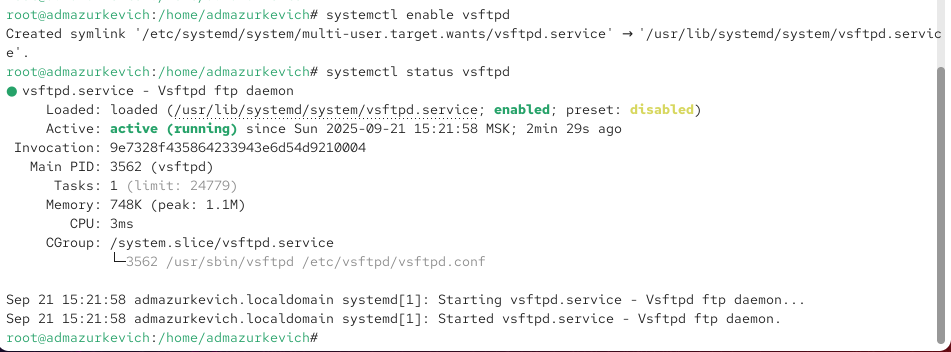 root@admazurkevich:/home/admazurkevich# systemctl enable vsftpd
Created symlink '/etc/systemd/system/multi-user.target.wants/vsftpd.service' → '/usr/lib/systemd/system/vsftpd.servic
e'.
root@admazurkevich:/home/admazurkevich# systemctl status vsftpd
● vsftpd.service - Vsftpd ftp daemon
     Loaded: loaded (/usr/lib/systemd/system/vsftpd.service; enabled; preset: disabled)
     Active: active (running) since Sun 2025-09-21 15:21:58 MSK; 2min 29s ago
 Invocation: 9e7328f435864233943e6d54d9210004
   Main PID: 3562 (vsftpd)
      Tasks: 1 (limit: 24779)
     Memory: 748K (peak: 1.1M)
        CPU: 3ms
     CGroup: /system.slice/vsftpd.service
             └─3562 /usr/sbin/vsftpd /etc/vsftpd/vsftpd.conf

Sep 21 15:21:58 admazurkevich.localdomain systemd[1]: Starting vsftpd.service - Vsftpd ftp daemon...
Sep 21 15:21:58 admazurkevich.localdomain systemd[1]: Started vsftpd.service - Vsftpd ftp daemon.
root@admazurkevich:/home/admazurkevich#